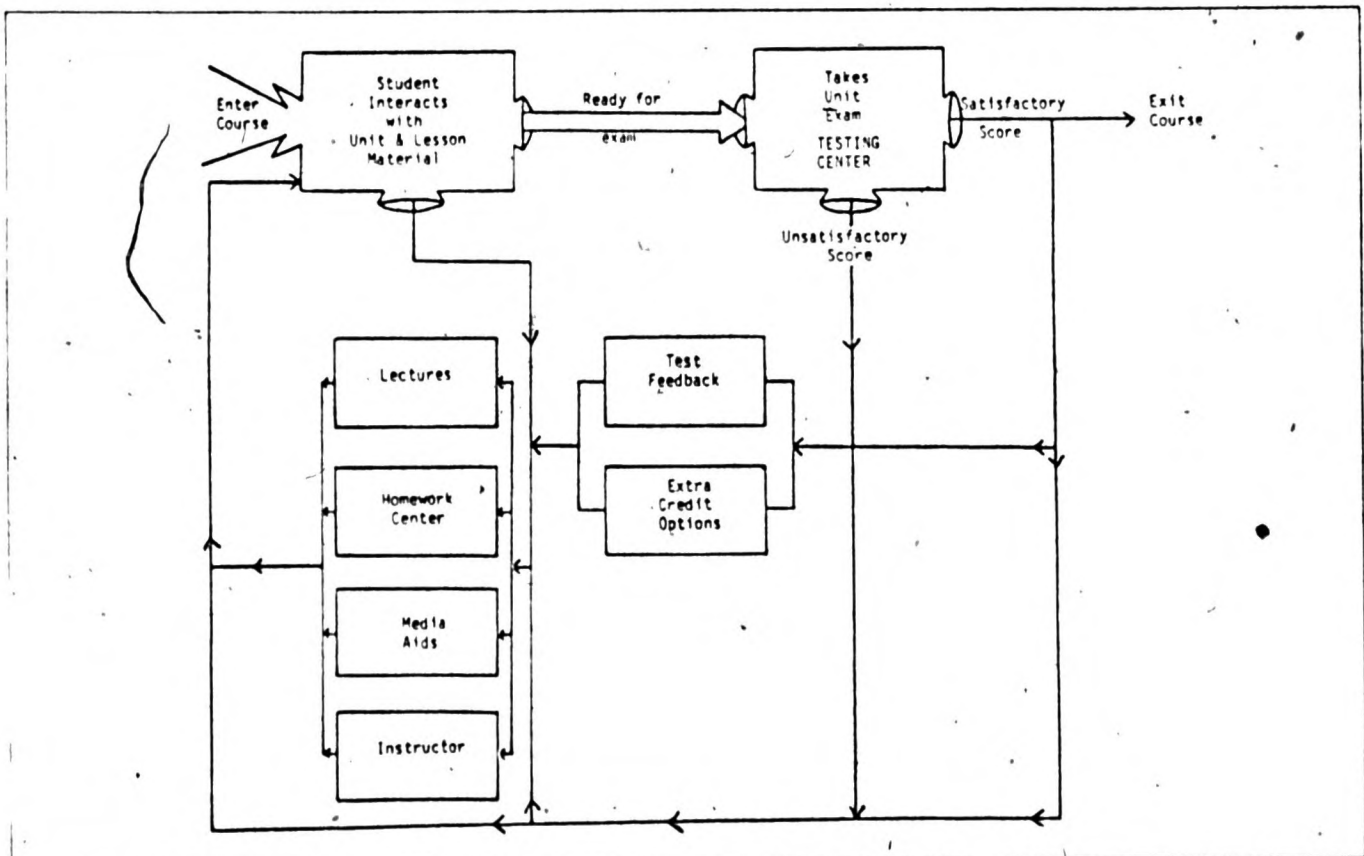 Enter
Course
Student
Interacts
with
Unit & Lesson
Material
Ready for
exam
Takes
Unit
Exam
TESTING
CENTER
Satisfactory
Score
Exit
Course
Unsatisfactory
Score
Lectures
Homework
Center
Media
Aids
Instructor
Test
Feedback
Extra
Credit
Options